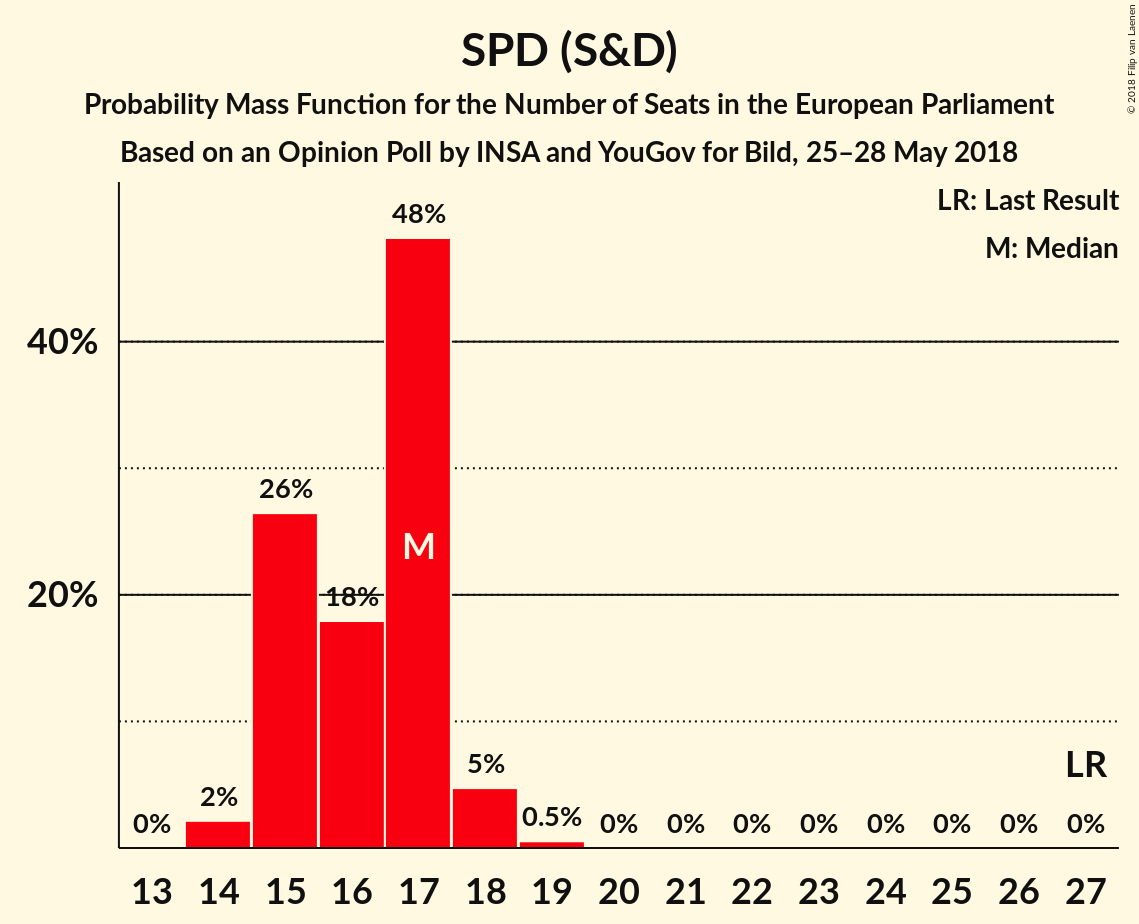 SPD (S&D)
Probability Mass Function for the Number of Seats in the European Parliament
Based on an Opinion Poll by INSA and YouGov for Bild, 25–28 May 2018
© 2018 Filip van Laenen
LR: Last Result
M: Median
48%
40%
26%
M
20%
18%
LR
5%
2%
0.5%
0% 0% 0% 0% 0% 0% 0% 0% 0%
13 14 15 16 17 18 19 20 21 22 23 24 25 26 27